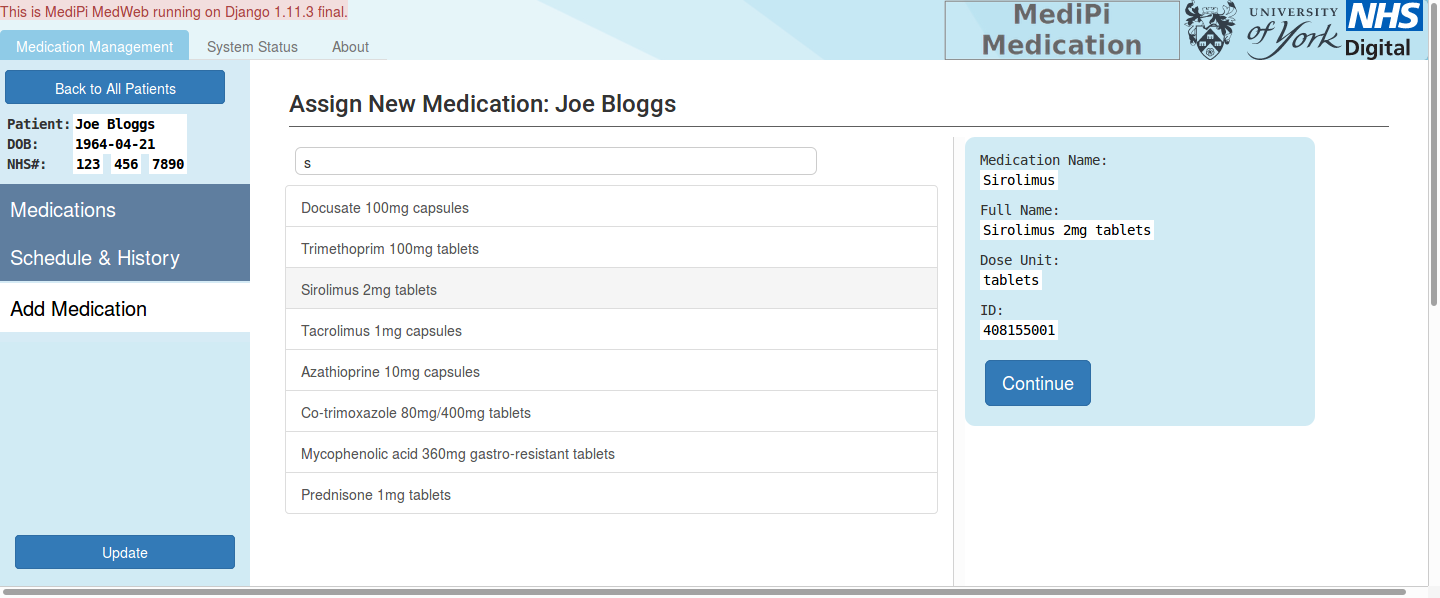 This is MediPi MedWeb running on Django 1.11.3 final.
MediPi
Medication
UNIVERSITY
of York
NHS
Digital
Medication Management
System Status
About
Back to All Patients
Patient: Joe Bloggs
DOB: 1964-04-21
NHS#: 123 456 7890
Medications
Schedule & History
Add Medication
Update
Assign New Medication: Joe Bloggs
s
Docusate 100mg capsules
Trimethoprim 100mg tablets
Sirolimus 2mg tablets
Tacrolimus 1mg capsules
Azathioprine 10mg capsules
Co-trimoxazole 80mg/400mg tablets
Mycophenolic acid 360mg gastro-resistant tablets
Prednisone 1mg tablets
Medication Name:
Sirolimus
Full Name:
Sirolimus 2mg tablets
Dose Unit:
tablets
ID:
408155001
Continue